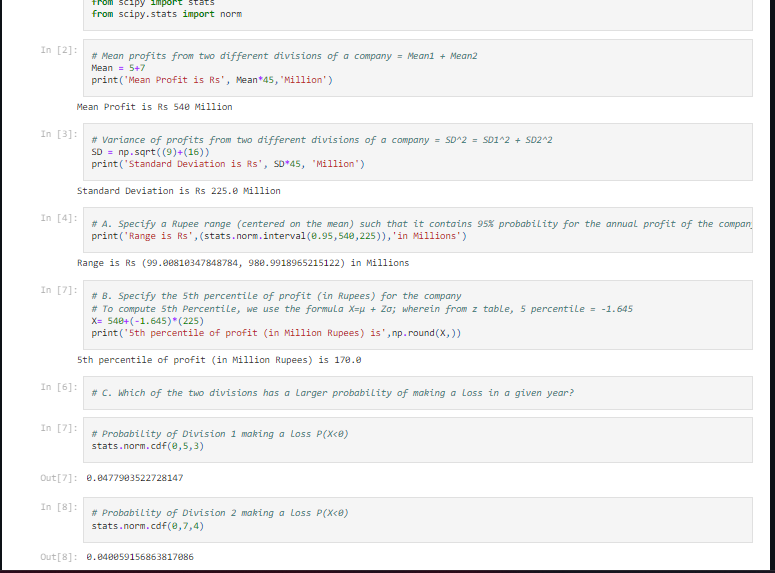 from scipy import stats
from scipy.stats import norm
In [2]:
# Mean profits from two different divisions of a company = Mean1 + Mean2
Mean = 5+7
print('Mean Profit is Rs', Mean*45,'Million')
Mean Profit is Rs 540 Million
In [3]:
# Variance of profits from two different divisions of a company = SD^2 = SD1^2 + SD2^2
SD = np.sqrt((9)+(16))
print('Standard Deviation is Rs', SD*45, 'Million')
Standard Deviation is Rs 225.0 Million
In [4]:
# A. Specify a Rupee range (centered on the mean) such that it contains 95% probability for the annual profit of the company
print('Range is Rs',(stats.norm.interval(0.95,540,225)),'in Millions')
Range is Rs (99.00810347848784, 980.9918965215122) in Millions
In [7]:
# B. Specify the 5th percentile of profit (in Rupees) for the company
# To compute 5th Percentile, we use the formula X=μ + Zσ; wherein from z table, 5 percentile = -1.645
X= 540+(-1.645)*(225)
print('5th percentile of profit (in Million Rupees) is',np.round(X,))
5th percentile of profit (in Million Rupees) is 170.0
In [6]:
# C. Which of the two divisions has a larger probability of making a loss in a given year?
In [7]:
# Probability of Division 1 making a loss P(X<0)
stats.norm.cdf(0,5,3)
Out[7]: 0.0477903522728147
In [8]:
# Probability of Division 2 making a loss P(X<0)
stats.norm.cdf(0,7,4)
Out[8]: 0.040059156863817086